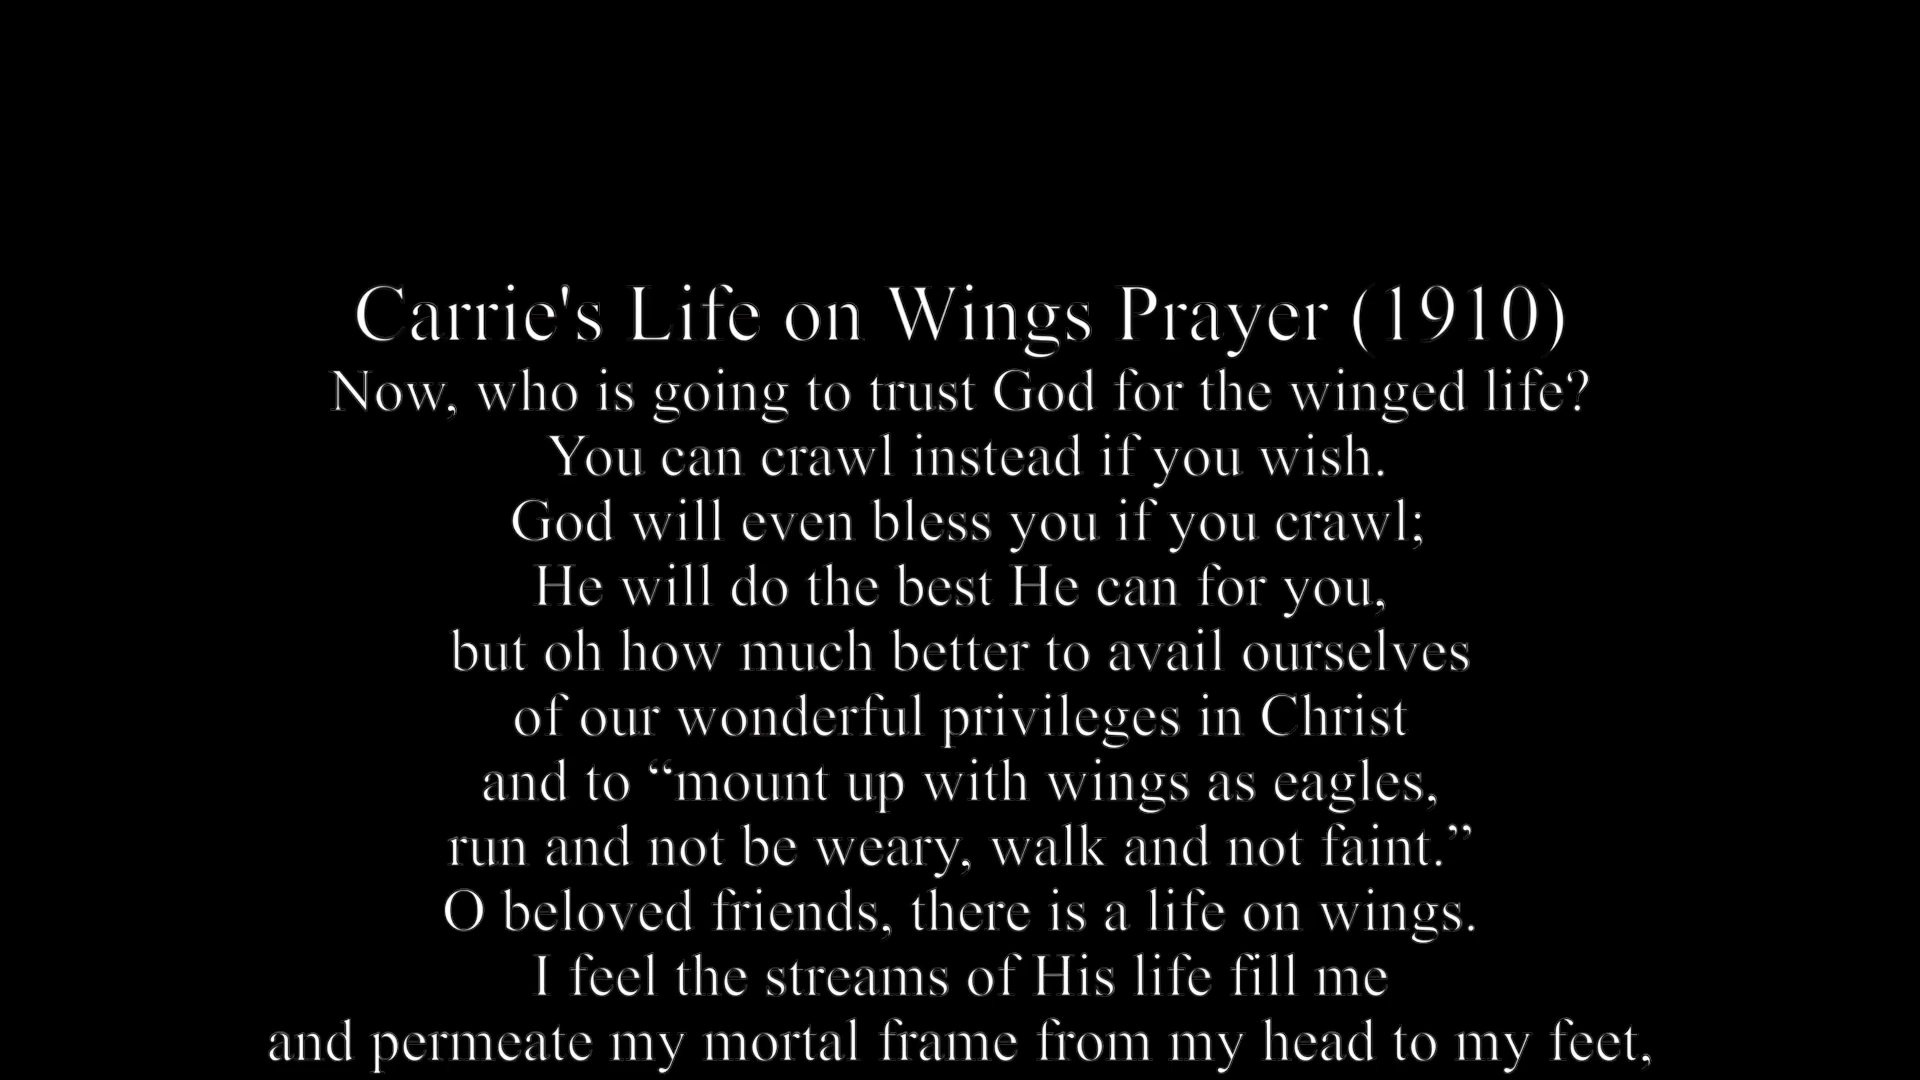 Carrie's Life on Wings Prayer (1910)
Now, who is going to trust God for the winged life?
You can crawl instead if you wish.
God will even bless you if you crawl;
He will do the best He can for you,
but oh how much better to avail ourselves
of our wonderful privileges in Christ
and to “mount up with wings as eagles,
run and not be weary, walk and not faint.”
O beloved friends, there is a life on wings.
I feel the streams of His life fill me
and permeate my mortal frame from my head to my feet,